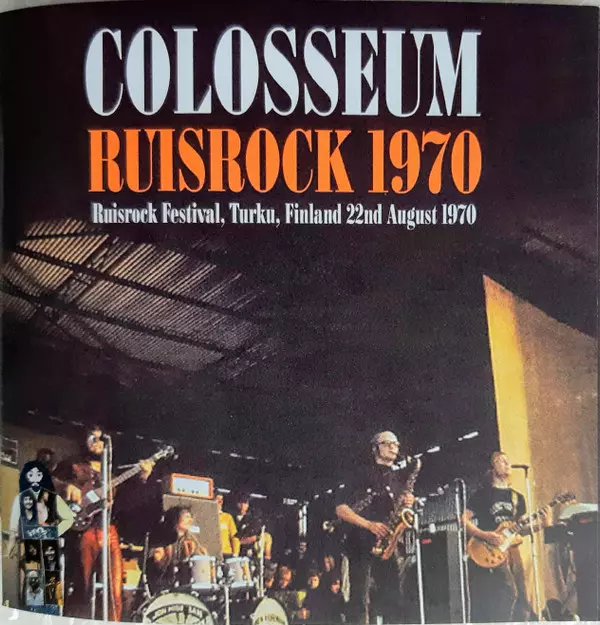 COLOSSEUM
RUISROCK 1970
Ruisrock Festival, Turku, Finland 22nd August 1970